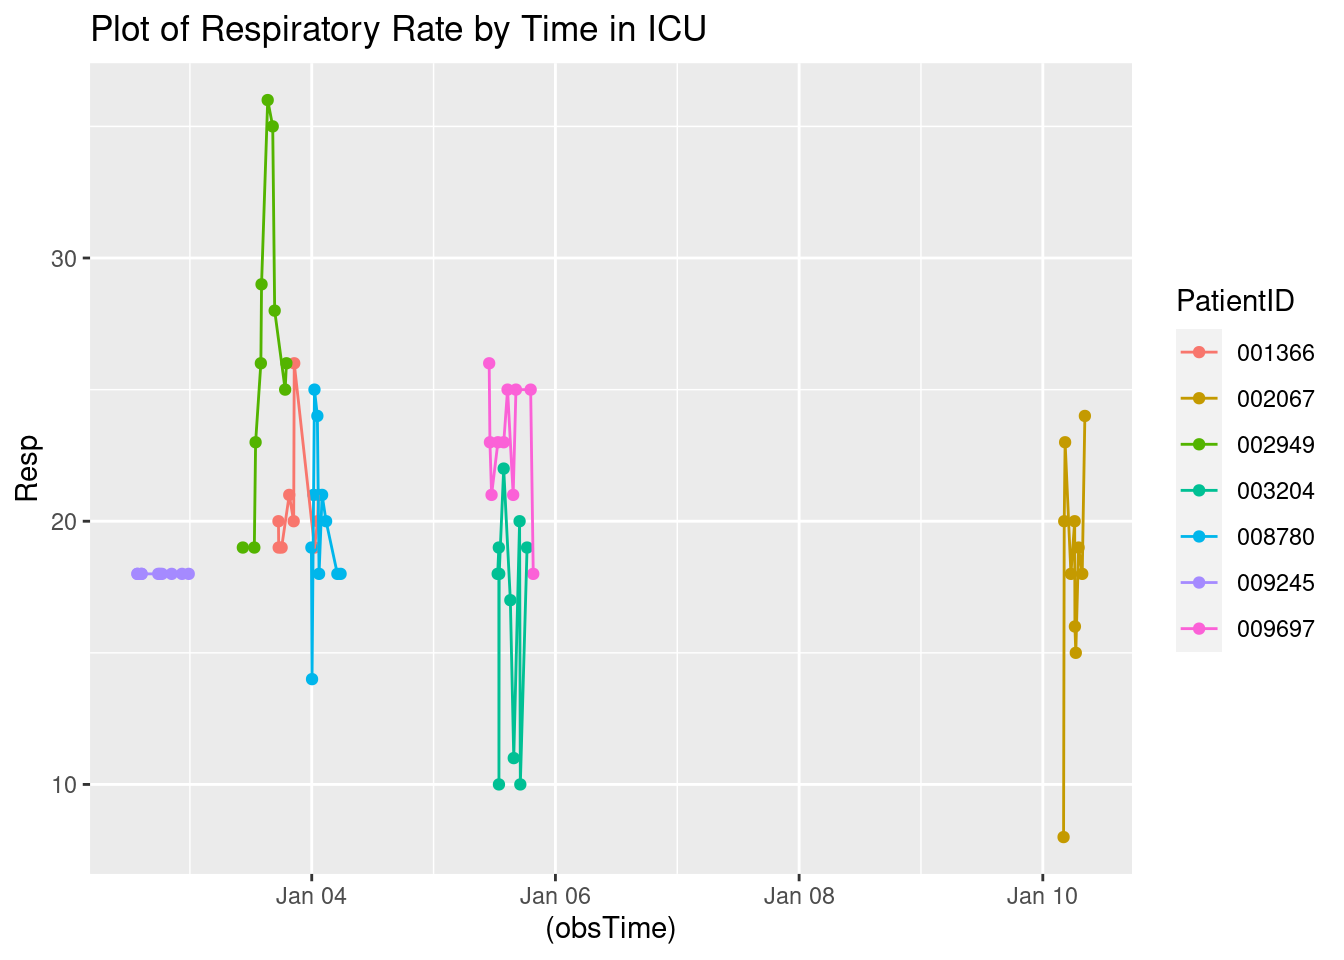 Plot of Respiratory Rate by Time in ICU
Resp
30
20
10
Jan 04
Jan 06
Jan 08
Jan 10
(obsTime)
PatientID
001366
002067
002949
003204
008780
009245
009697